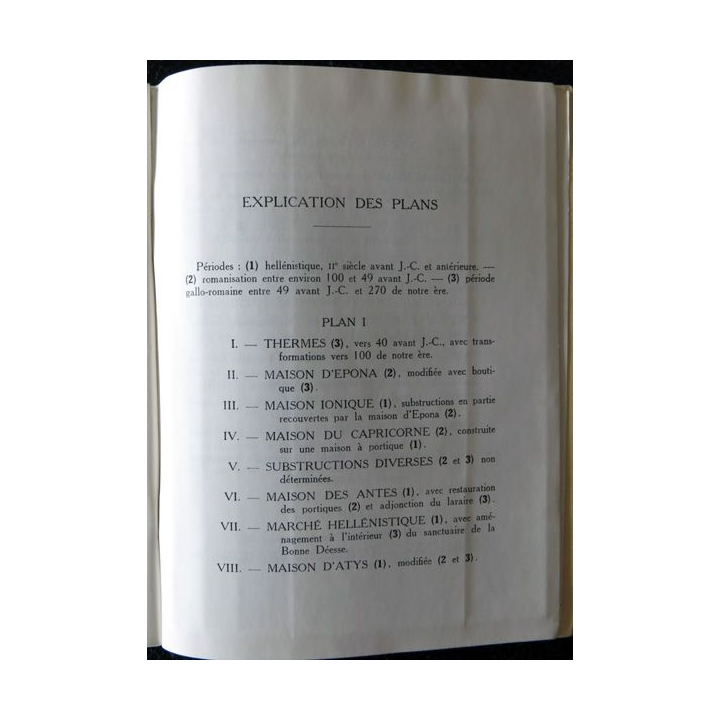 EXPLICATION DES PLANS
Périodes : (1) hellénistique, IIe siècle avant J.-C. et antérieure. —
(2) romanisation entre environ 100 et 49 avant J.-C. — (3) période
gallo-romaine entre 49 avant J.-C. et 270 de notre ère.
PLAN I
I. — THERMES (3), vers 40 avant J.-C., avec trans-
formations vers 100 de notre ère.
II. — MAISON D'EPONA (2), modifiée avec bouti-
que (3).
III. — MAISON IONIQUE (1), substructions en partie
recouvertes par la maison d'Epona (2).
IV. — MAISON DU CAPRICORNE (2), construite
sur une maison à portique (1).
V. — SUBSTRUCTIONS DIVERSES (2 et 3) non
déterminées.
VI. — MAISON DES ANTES (1), avec restauration
des portiques (2) et adjonction du laraire (3).
VII. — MARCHÉ HELLÉNISTIQUE (1), avec amé-
nagement à l'intérieur (3) du sanctuaire de la
Bonne Déesse.
VIII. — MAISON D'ATYS (1), modifiée (2 et 3).